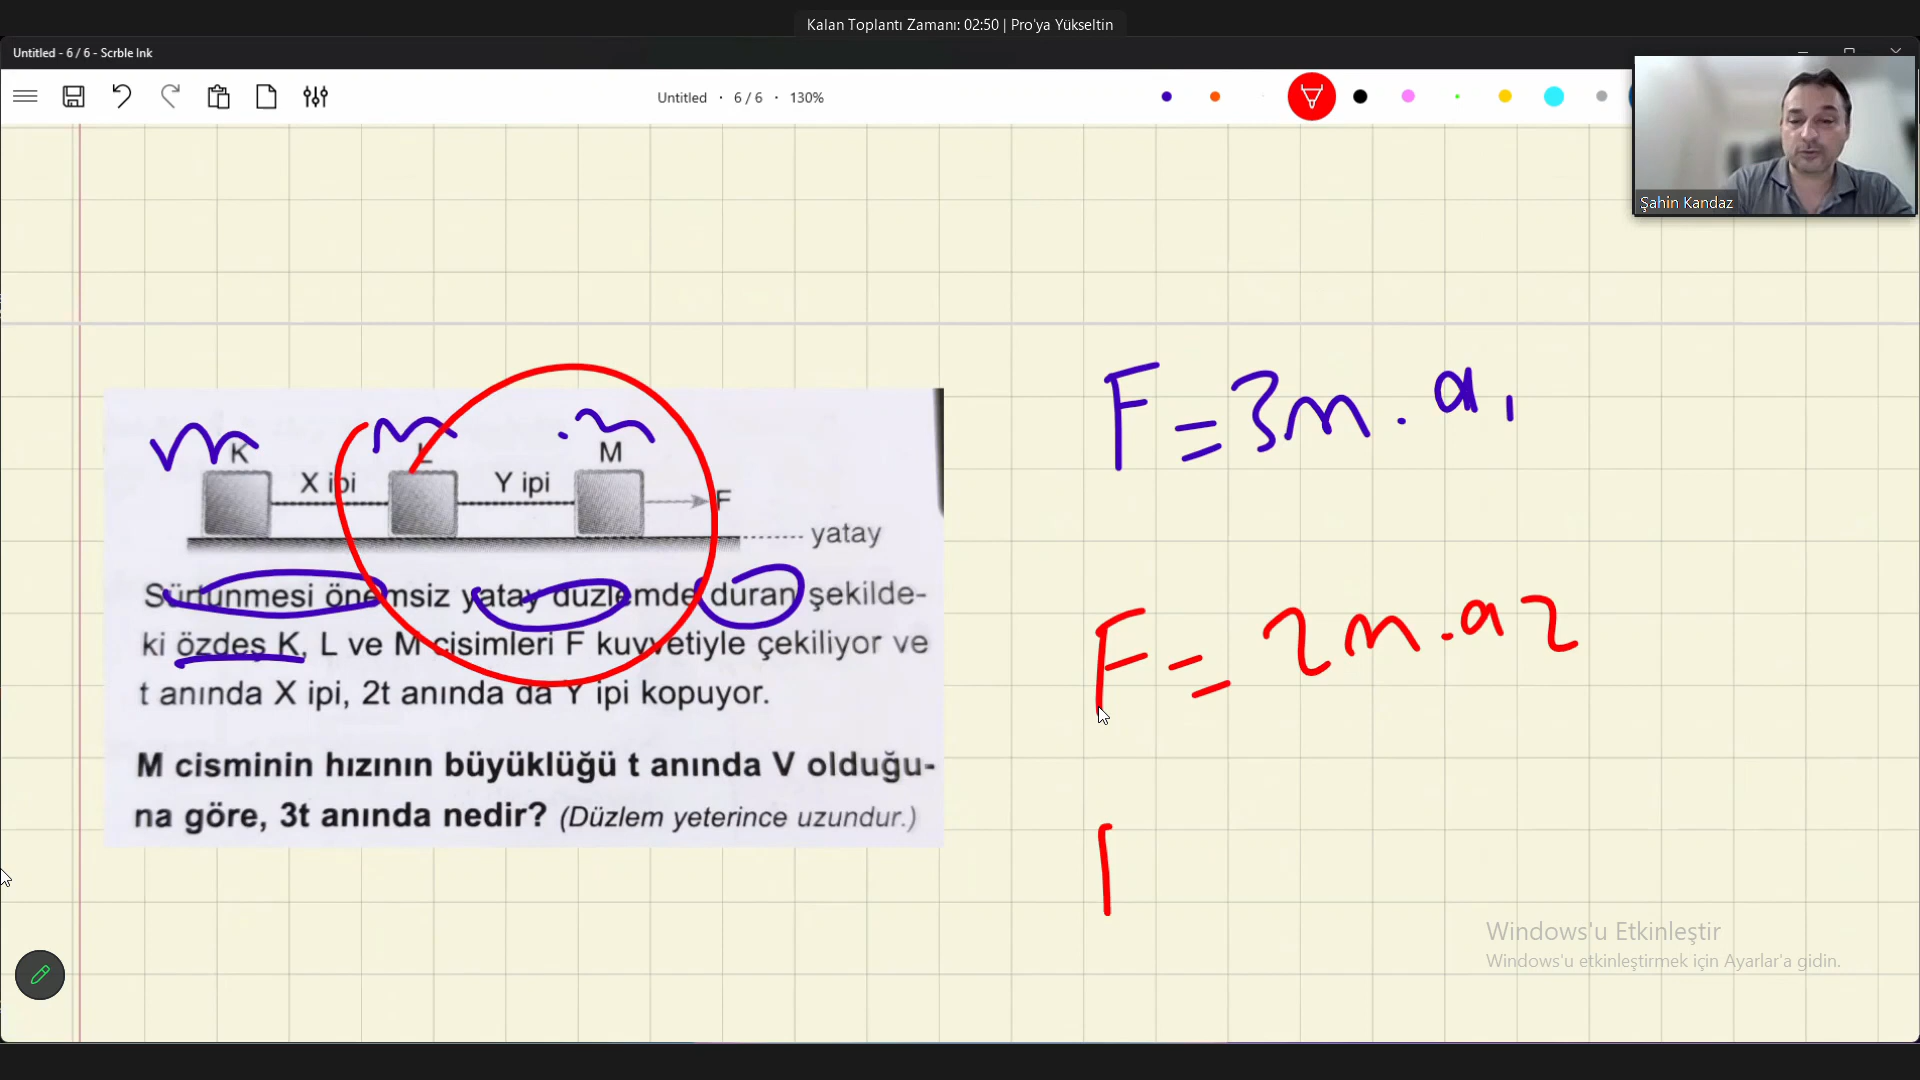 Kalan Toplantı Zamanı: 02:50 | Pro'ya Yükseltin
Untitled - 6 / 6 - Scrble Ink
Untitled · 6 / 6 · 130%
Şahin Kandaz
m m m
K L M
X ipi Y ipi F
yatay
Sürtünmesi önemsiz yatay düzlemde duran şekilde-
ki özdeş K, L ve M cisimleri F kuvvetiyle çekiliyor ve
t anında X ipi, 2t anında da Y ipi kopuyor.
M cisminin hızının büyüklüğü t anında V olduğu-
na göre, 3t anında nedir? (Düzlem yeterince uzundur.)
F = 3m . a1
F = 2m . a2
Windows'u Etkinleştir
Windows'u etkinleştirmek için Ayarlar'a gidin.